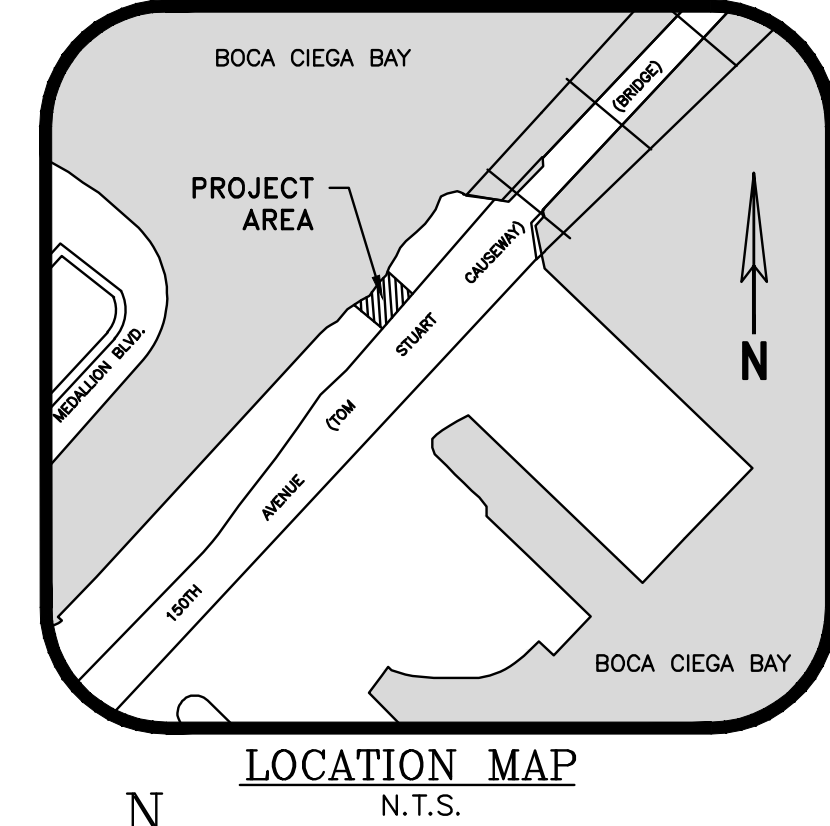 BOCA CIEGA BAY
(BRIDGE)
PROJECT
AREA
CAUSEWAY)
STUART
MEDALLION BLVD.
N
(TOM
AVENUE
150TH
BOCA CIEGA BAY
LOCATION MAP
N.T.S.
N